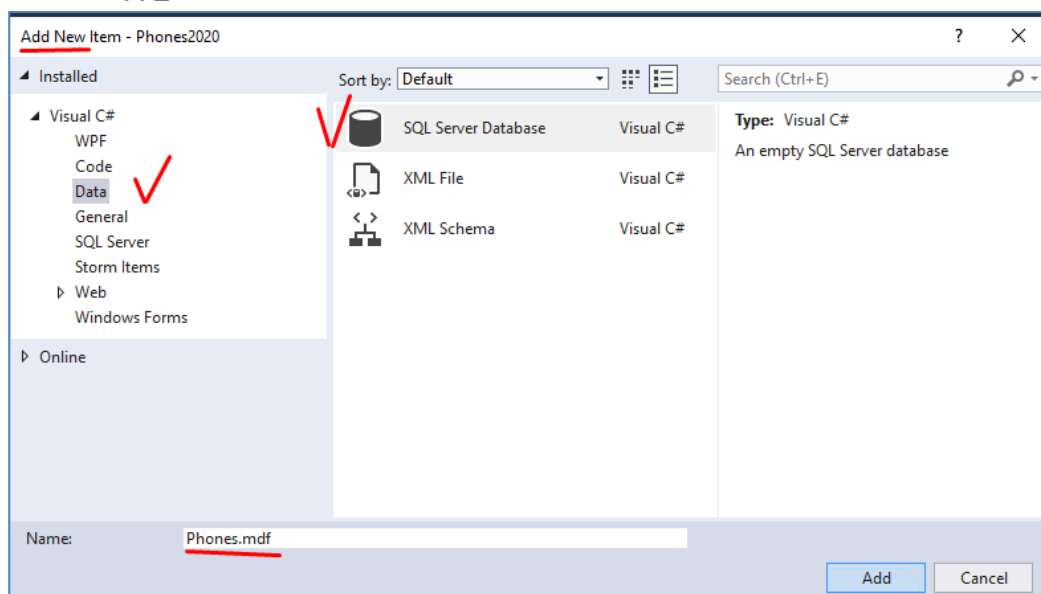 Add New Item - Phones2020 ?
Installed
Sort by: Default
Search (Ctrl+E)
Visual C#
WPF
Code
Data
General
SQL Server
Storm Items
Web
Windows Forms
Online
SQL Server Database Visual C#
XML File Visual C#
XML Schema Visual C#
Type: Visual C#
An empty SQL Server database
Name: Phones.mdf
Add Cancel